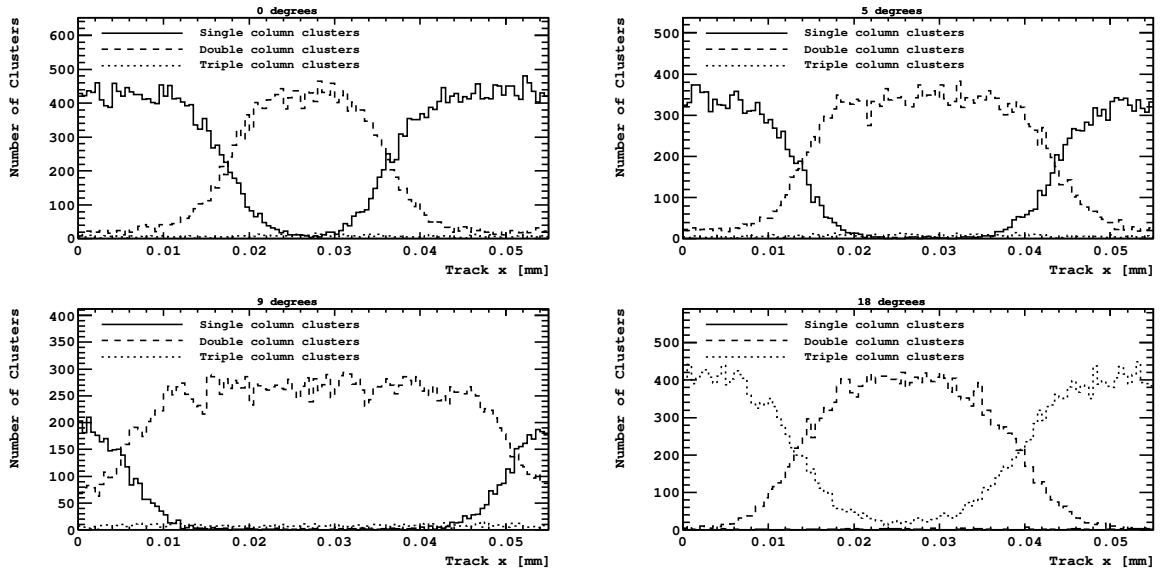 0 degrees
Number of Clusters
600
500
400
300
200
100
0
Single column clusters
Double column clusters
Triple column clusters
0 0.01 0.02 0.03 0.04 0.05
Track x [mm]
5 degrees
Number of Clusters
500
400
300
200
100
0
Single column clusters
Double column clusters
Triple column clusters
0 0.01 0.02 0.03 0.04 0.05
Track x [mm]
9 degrees
Number of Clusters
400
350
300
250
200
150
100
50
0
Single column clusters
Double column clusters
Triple column clusters
0 0.01 0.02 0.03 0.04 0.05
Track x [mm]
18 degrees
Number of Clusters
500
400
300
200
100
0
Single column clusters
Double column clusters
Triple column clusters
0 0.01 0.02 0.03 0.04 0.05
Track x [mm]